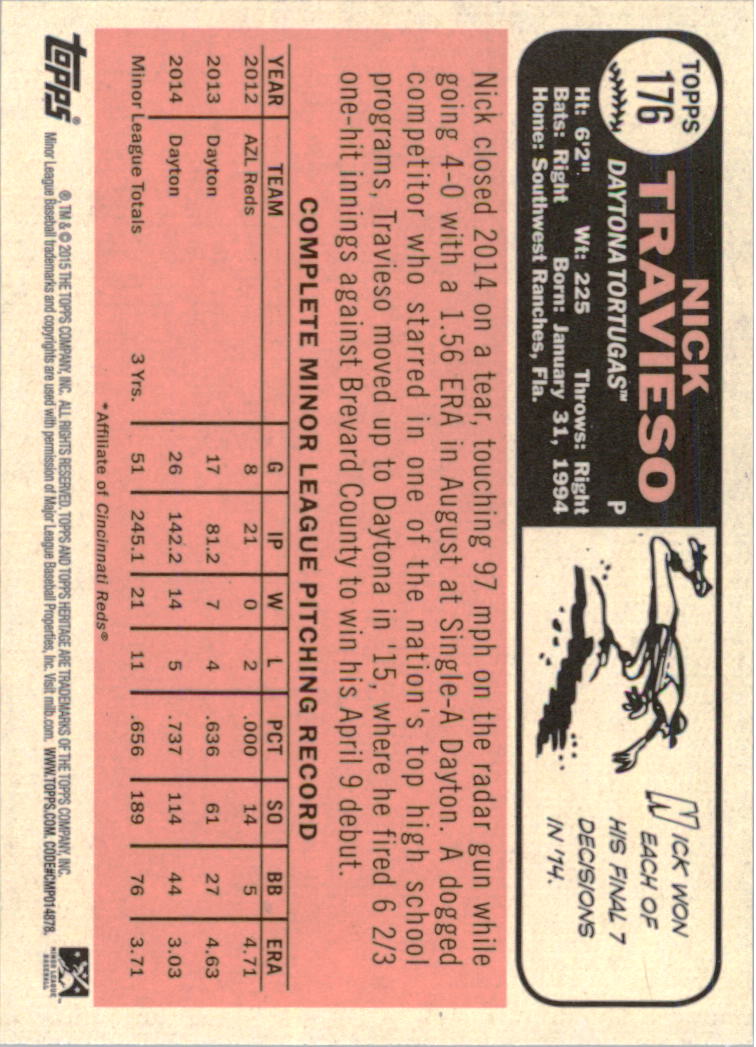 TOPPS
176
NICK
TRAVIESO
DAYTONA TORTUGAS™ P
Ht: 6'2" Wt: 225 Throws: Right
Bats: Right Born: January 31, 1994
Home: Southwest Ranches, Fla.
NICK WON
EACH OF
HIS FINAL 7
DECISIONS
IN '14.
Nick closed 2014 on a tear, touching 97 mph on the radar gun while
going 4-0 with a 1.56 ERA in August at Single-A Dayton. A dogged
competitor who starred in one of the nation's top high school
programs, Travieso moved up to Daytona in '15, where he fired 6 2/3
one-hit innings against Brevard County to win his April 9 debut.
COMPLETE MINOR LEAGUE PITCHING RECORD
YEAR TEAM G IP W L PCT SO BB ERA
2012 AZL Reds 8 21 0 2 .000 14 5 4.71
2013 Dayton 17 81.2 7 4 .636 61 27 4.63
2014 Dayton 26 142.2 14 5 .737 114 44 3.03
Minor League Totals 3 Yrs. 51 245.1 21 11 .656 189 76 3.71
*Affiliate of Cincinnati Reds®
Topps®
®, TM & © 2015 THE TOPPS COMPANY, INC. ALL RIGHTS RESERVED. TOPPS AND TOPPS HERITAGE ARE TRADEMARKS OF THE TOPPS COMPANY, INC.
Minor League Baseball trademarks and copyrights are used with permission of Major League Baseball Properties, Inc. Visit milb.com. WWW.TOPPS.COM. CODE#CMP014878.
MINOR LEAGUE
BASEBALL